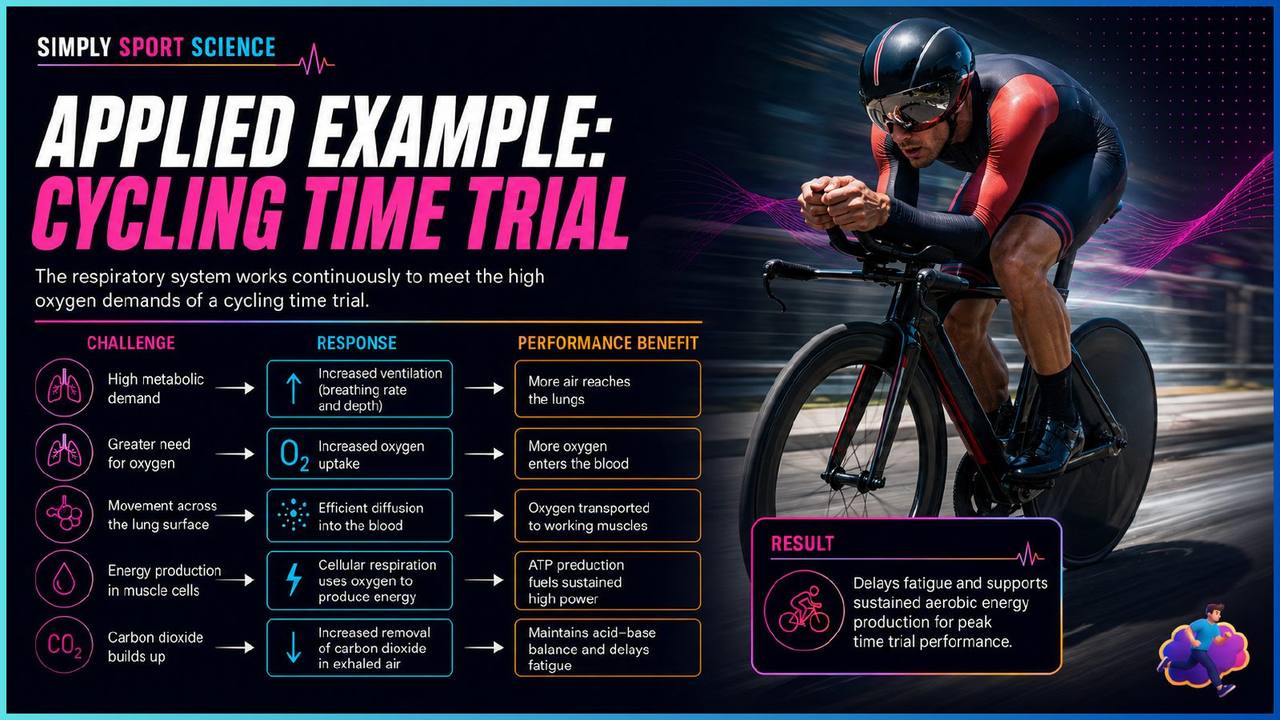 SIMPLY SPORT SCIENCE
APPLIED EXAMPLE:
CYCLING TIME TRIAL
The respiratory system works continuously to meet the high
oxygen demands of a cycling time trial.
CHALLENGE
RESPONSE
PERFORMANCE BENEFIT
High metabolic
demand
Increased ventilation
(breathing rate
and depth)
More air reaches
the lungs
Greater need
for oxygen
O₂
Increased oxygen
uptake
More oxygen
enters the blood
Movement across
the lung surface
Efficient diffusion
into the blood
Oxygen transported
to working muscles
Energy production
in muscle cells
Cellular respiration
uses oxygen to
produce energy
ATP preduction
fuels sustained
high power
CO₂
Carbon dioxide
builds up
Increased removal
of carbon dioxide
in exhaled air
Maintains acid–base
balance and delays
fatigue
RESULT
Delays fatigue and supports
sustained aerobic energy
production for peak
time trial performance.